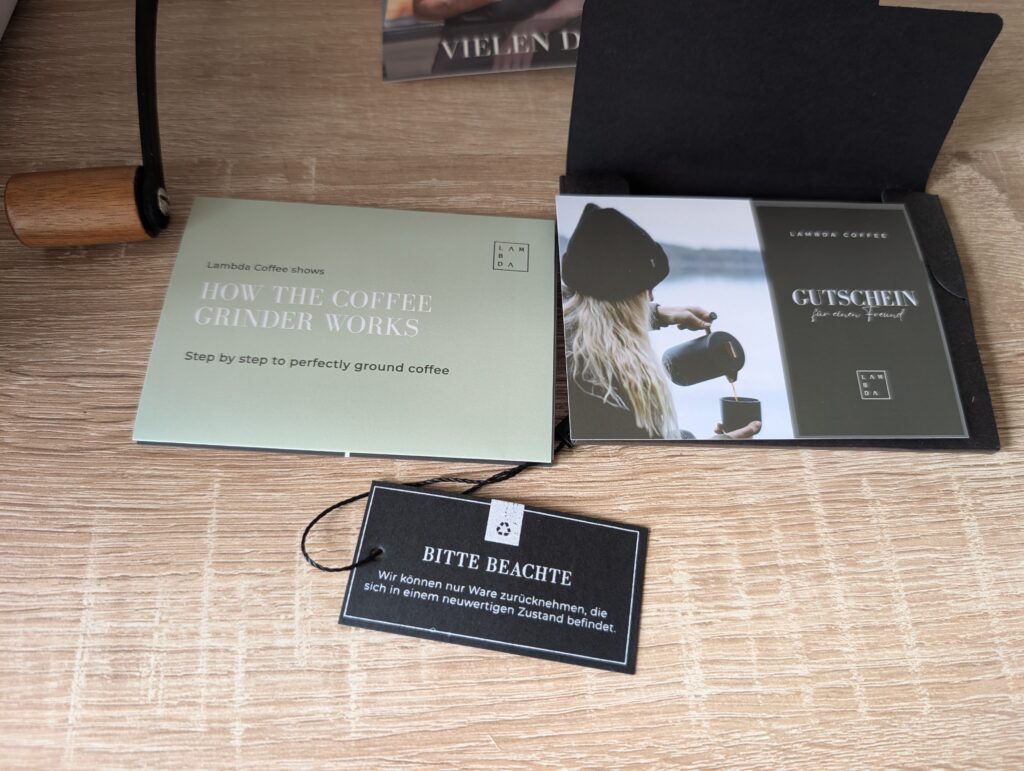 VIELEN D
Lambda Coffee shows
HOW THE COFFEE
GRINDER WORKS
Step by step to perfectly ground coffee
LAM
B
DA
LAMBDA COFFEE
GUTSCHEIN
für einen Freund
LAM
B
DA
BITTE BEACHTE
Wir können nur Ware zurücknehmen, die
sich in einem neuwertigen Zustand befindet.